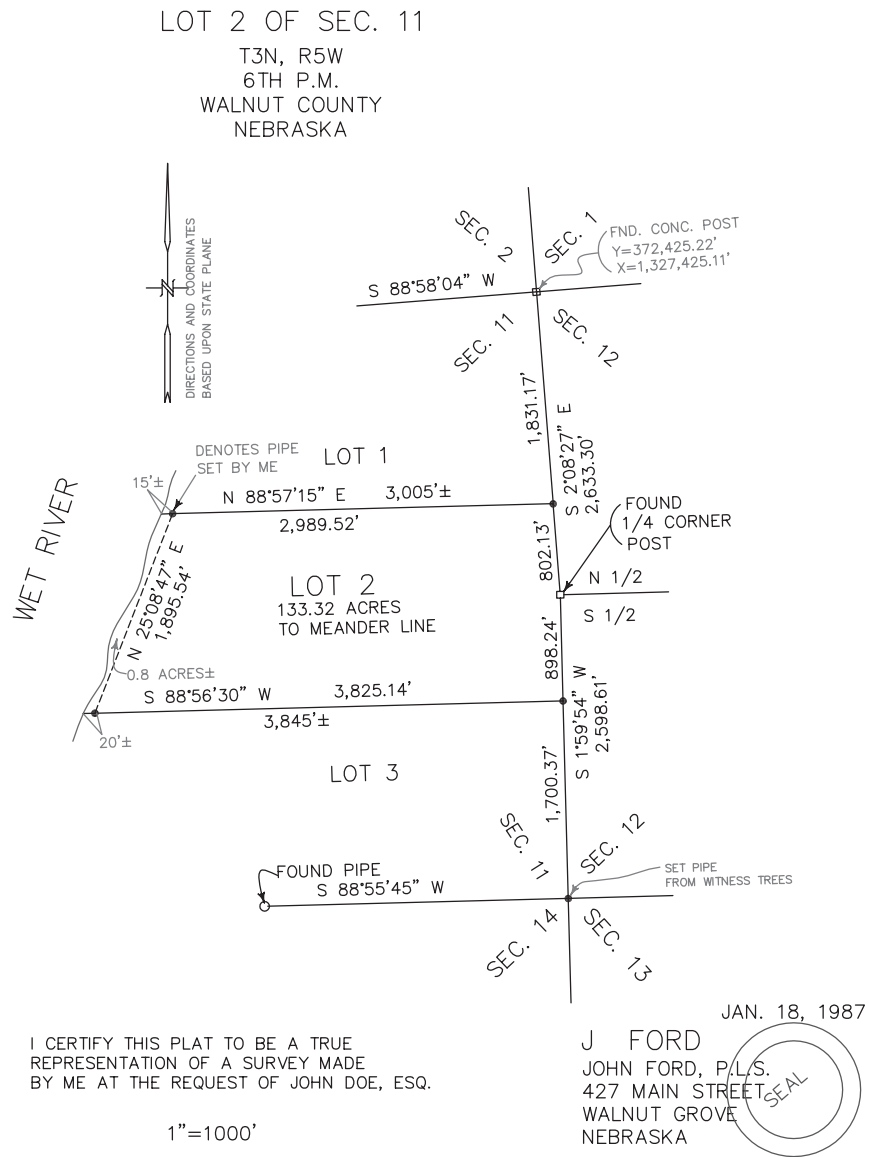 LOT 2 OF SEC. 11
T3N, R5W
6TH P.M.
WALNUT COUNTY
NEBRASKA
DIRECTIONS AND COORDINATES
BASED UPON STATE PLANE
N
SEC. 2
SEC. 1
FND. CONC. POST
Y=372,425.22'
X=1,327,425.11'
S 88°58'04" W
SEC. 11
SEC. 12
1,831.17'
S 2°08'27" E
2,633.30'
DENOTES PIPE
SET BY ME
LOT 1
15'±
N 88°57'15" E
3,005'±
2,989.52'
FOUND
1/4 CORNER
POST
WET RIVER
N 25°08'47" E
1,895.54'
802.13'
LOT 2
133.32 ACRES
TO MEANDER LINE
N 1/2
S 1/2
898.24'
0.8 ACRES±
S 88°56'30" W
3,825.14'
3,845'±
20'±
S 1°59'54" W
2,598.61'
LOT 3
1,700.37'
SEC. 11
SEC. 12
FOUND PIPE
S 88°55'45" W
SET PIPE
FROM WITNESS TREES
SEC. 14
SEC. 13
JAN. 18, 1987
I CERTIFY THIS PLAT TO BE A TRUE
REPRESENTATION OF A SURVEY MADE
BY ME AT THE REQUEST OF JOHN DOE, ESQ.
1"=1000'
J FORD
JOHN FORD, P.L.S.
427 MAIN STREET
WALNUT GROVE
NEBRASKA
SEAL